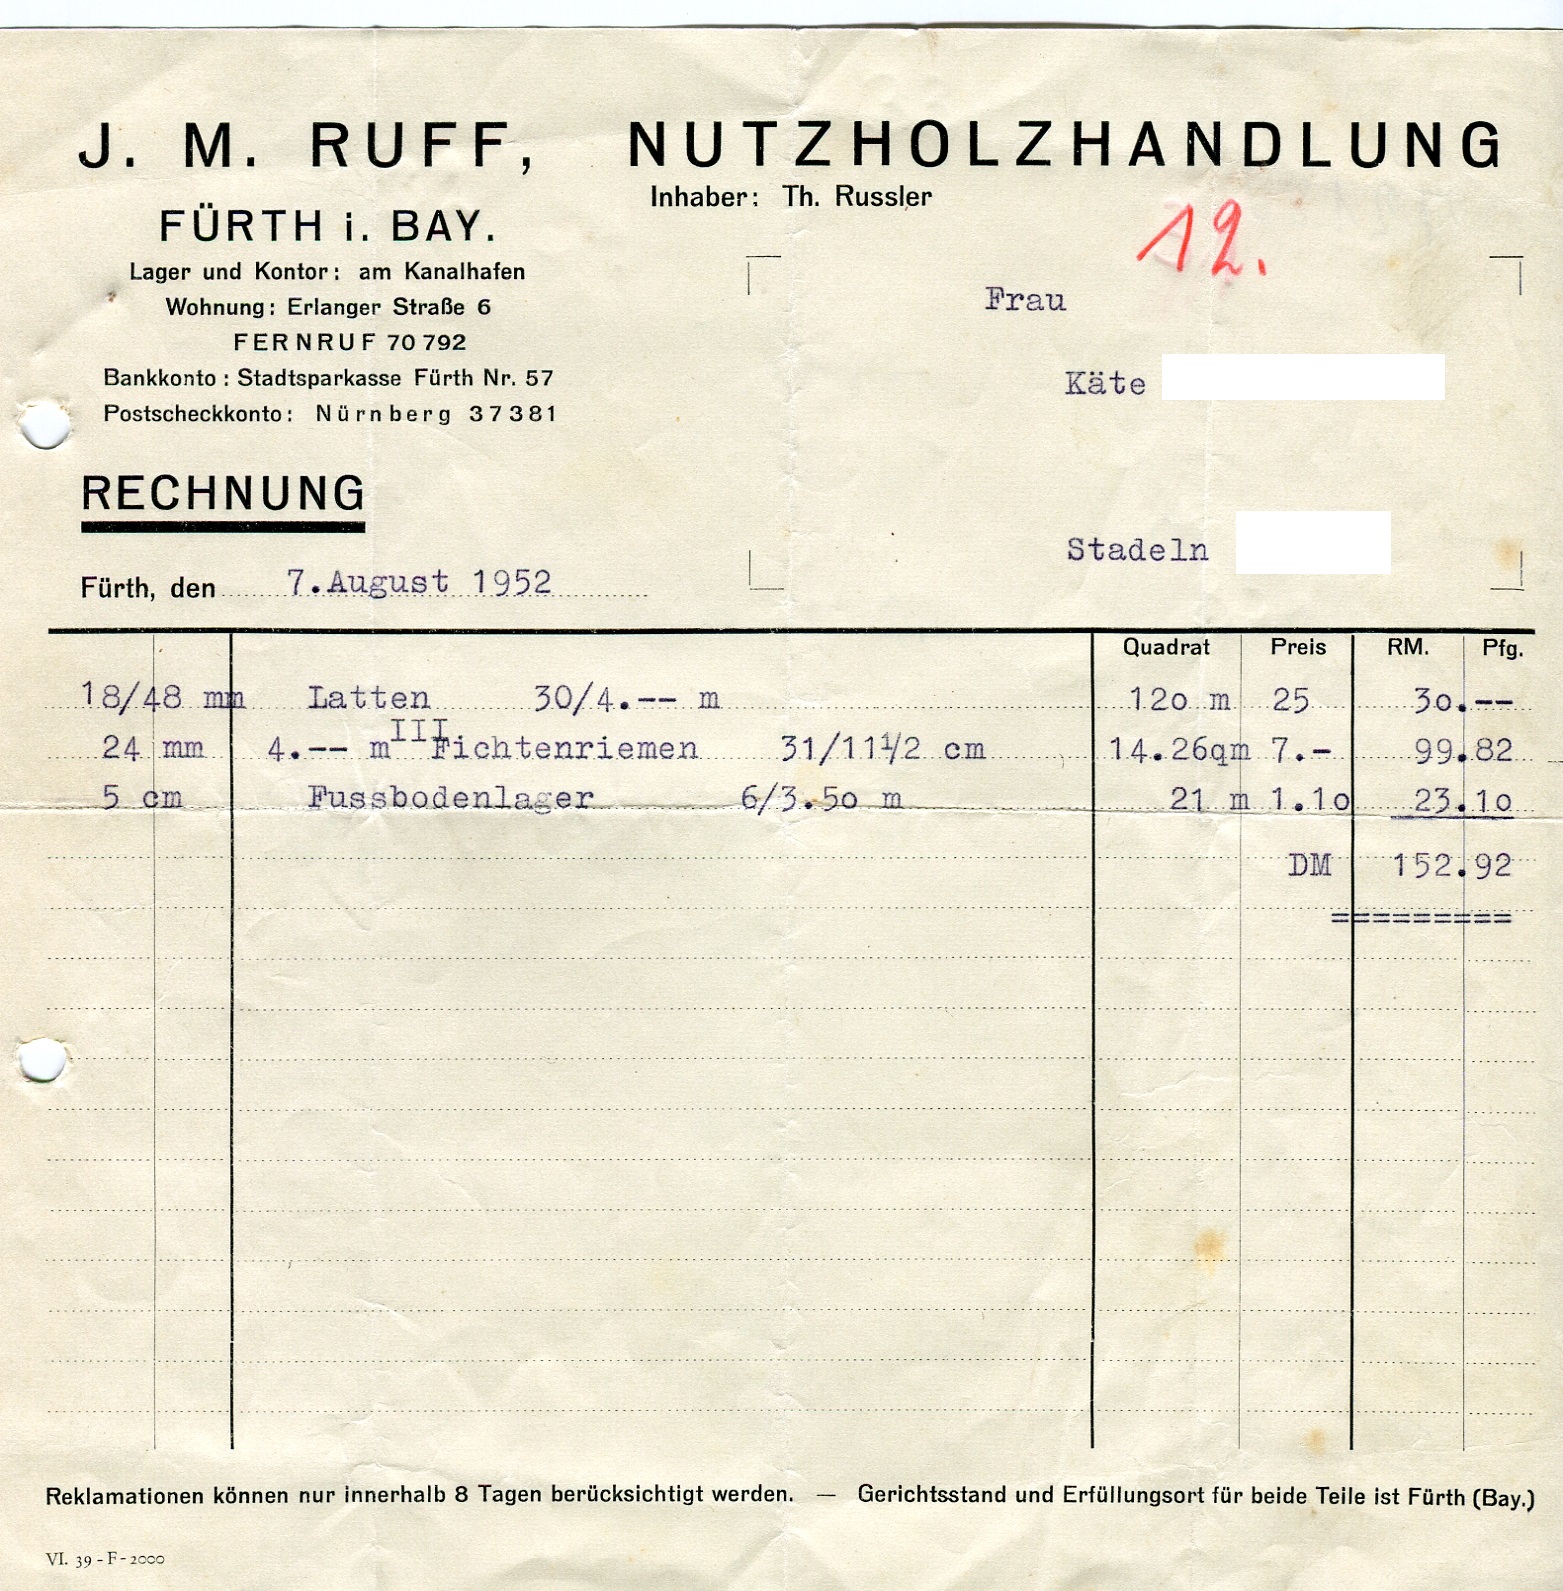 J. M. RUFF, NUTZHOLZHANDLUNG
Inhaber: Th. Russler
FÜRTH i. BAY.
Lager und Kontor: am Kanalhafen
Wohnung: Erlanger Straße 6
FERNRUF 70 792
Bankkonto: Stadtsparkasse Fürth Nr. 57
Postscheckkonto: Nürnberg 37381
12.
Frau
Käte
Stadeln
RECHNUNG
Fürth, den 7.August 1952
Quadrat Preis RM. Pfg.
18/48 mm Latten 30/4.-- m 12o m 25 3o.--
24 mm 4.-- m III Fichtenriemen 31/11½ cm 14.26qm 7.- 99.82
5 cm Fussbodenlager 6/3.5o m 21 m 1.1o 23.1o
DM 152.92
=========
Reklamationen können nur innerhalb 8 Tagen berücksichtigt werden. — Gerichtsstand und Erfüllungsort für beide Teile ist Fürth (Bay.)
VI. 39 - F - 2000